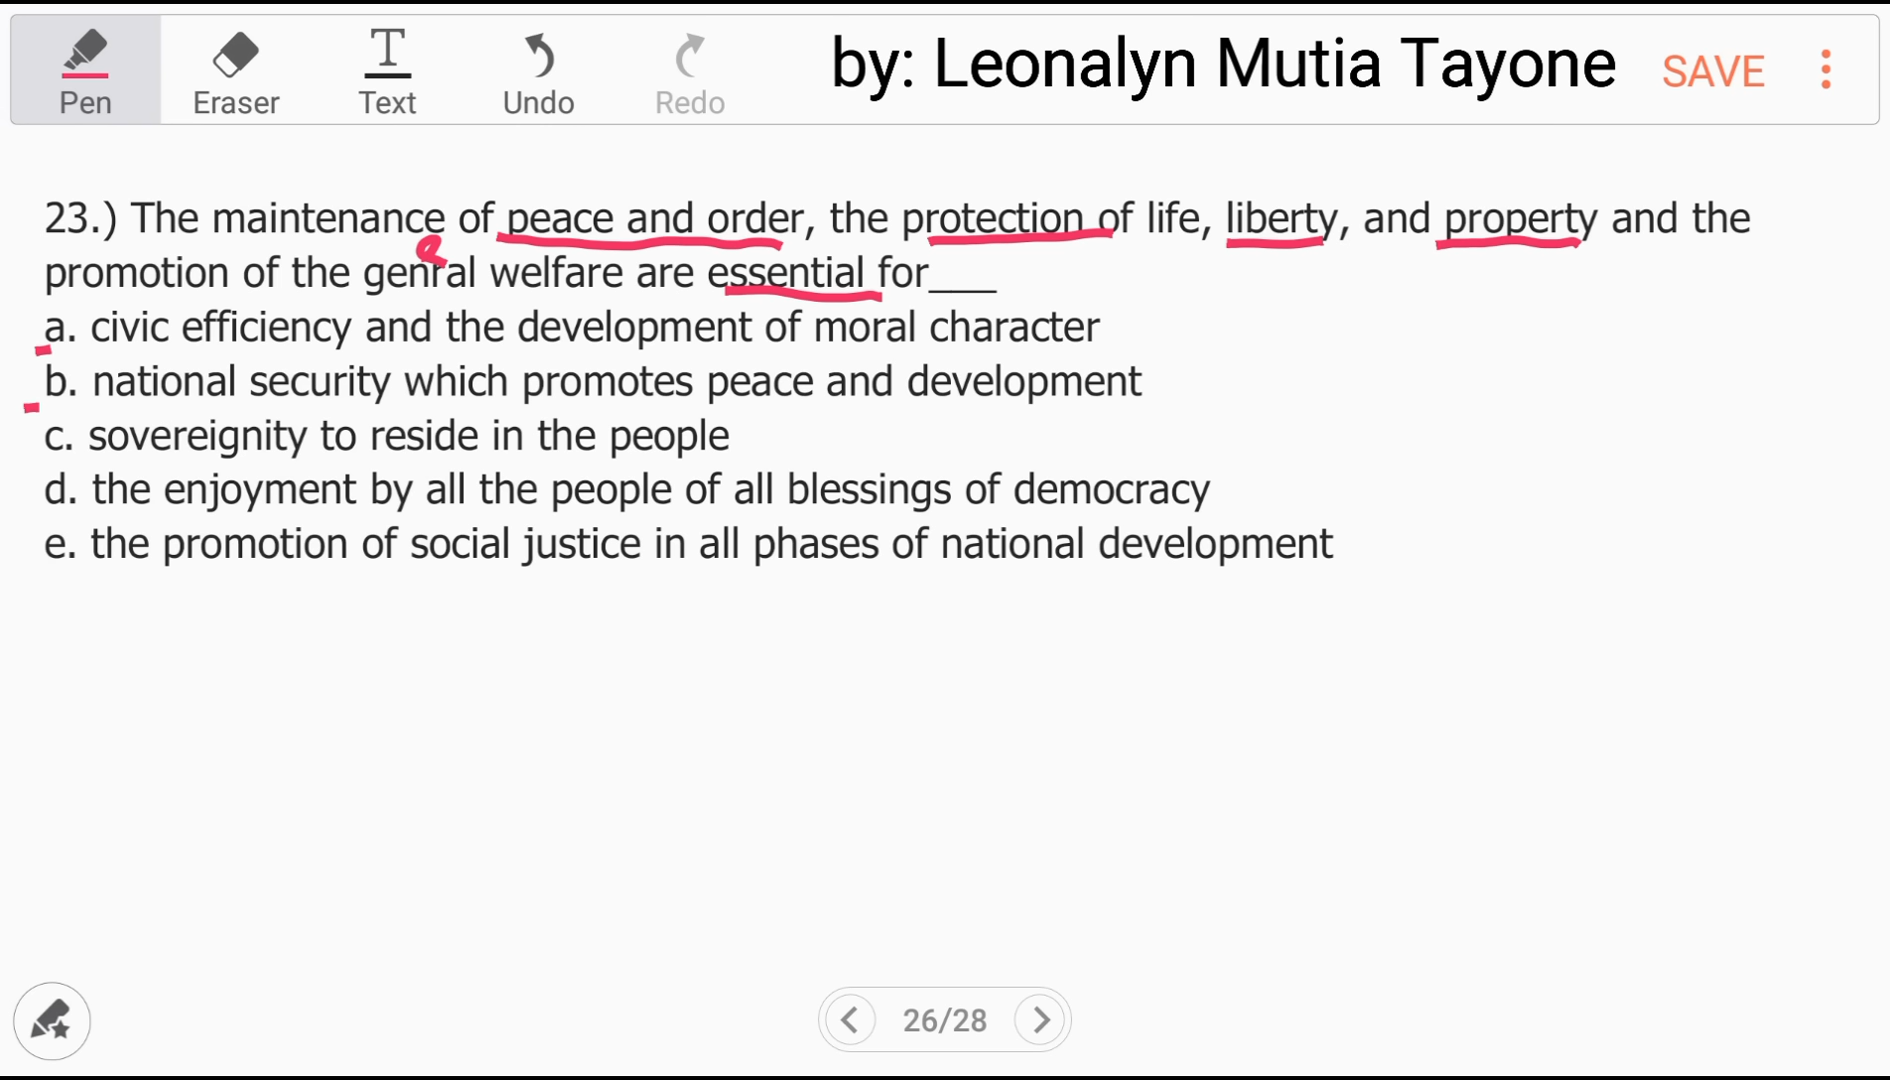 Pen
Eraser
Text
Undo
Redo
by: Leonalyn Mutia Tayone
SAVE
23.) The maintenance of peace and order, the protection of life, liberty, and property and the
e
promotion of the genral welfare are essential for___
a. civic efficiency and the development of moral character
b. national security which promotes peace and development
c. sovereignity to reside in the people
d. the enjoyment by all the people of all blessings of democracy
e. the promotion of social justice in all phases of national development
26/28